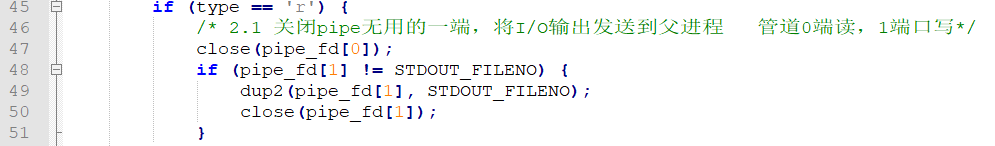 45 if (type == 'r') {
46 /* 2.1 关闭pipe无用的一端，将I/O输出发送到父进程 管道0端读，1端口写*/
47 close(pipe_fd[0]);
48 if (pipe_fd[1] != STDOUT_FILENO) {
49 dup2(pipe_fd[1], STDOUT_FILENO);
50 close(pipe_fd[1]);
51 }